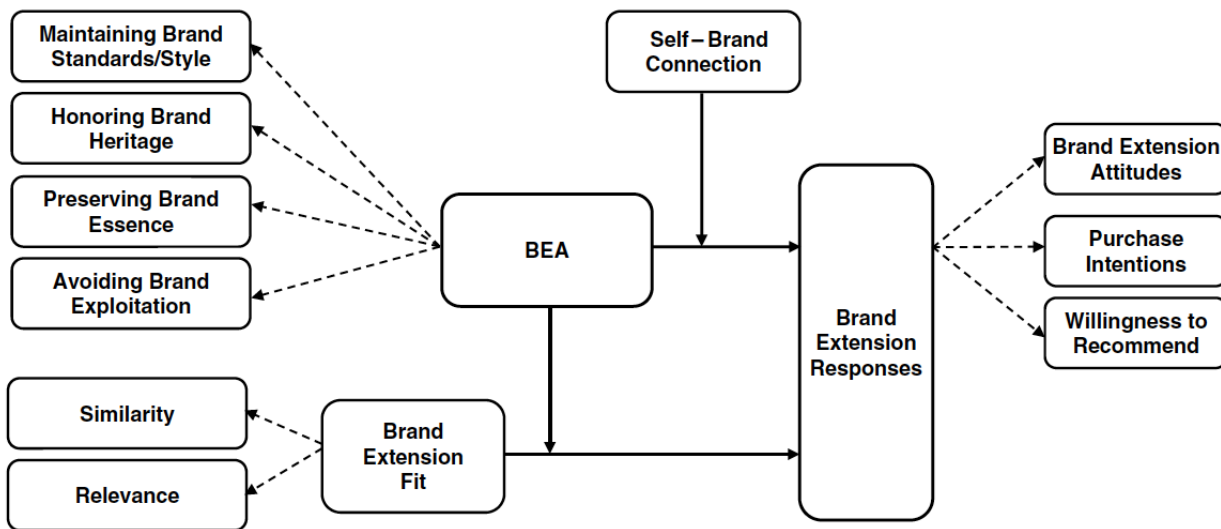 Maintaining Brand
Standards/Style
Honoring Brand
Heritage
Preserving Brand
Essence
Avoiding Brand
Exploitation
Similarity
Relevance
Self–Brand
Connection
BEA
Brand
Extension
Fit
Brand
Extension
Responses
Brand Extension
Attitudes
Purchase
Intentions
Willingness to
Recommend